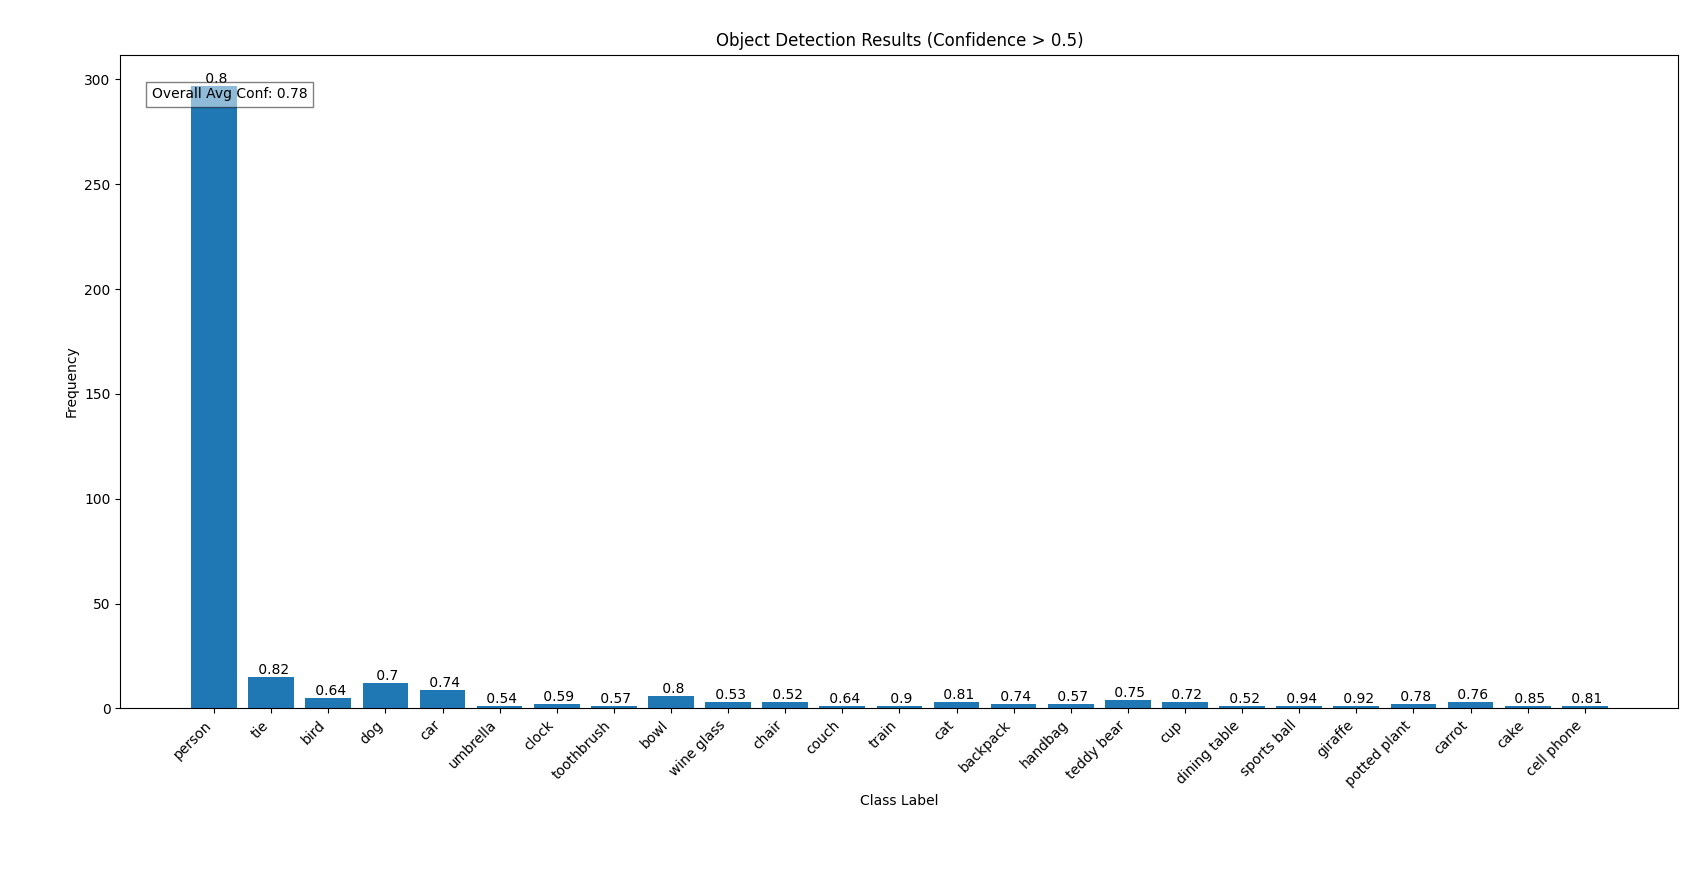 Object Detection Results (Confidence > 0.5)
300
250
200
150
100
50
0
Frequency
Overall Avg Conf: 0.78
0.8
0.82
0.64
0.7
0.74
0.54
0.59
0.57
0.8
0.53
0.52
0.64
0.9
0.81
0.74
0.57
0.75
0.72
0.52
0.94
0.92
0.78
0.76
0.85
0.81
person
tie
bird
dog
car
umbrella
clock
toothbrush
bowl
wine glass
chair
couch
train
cat
backpack
handbag
teddy bear
cup
dining table
sports ball
giraffe
potted plant
carrot
cake
cell phone
Class Label